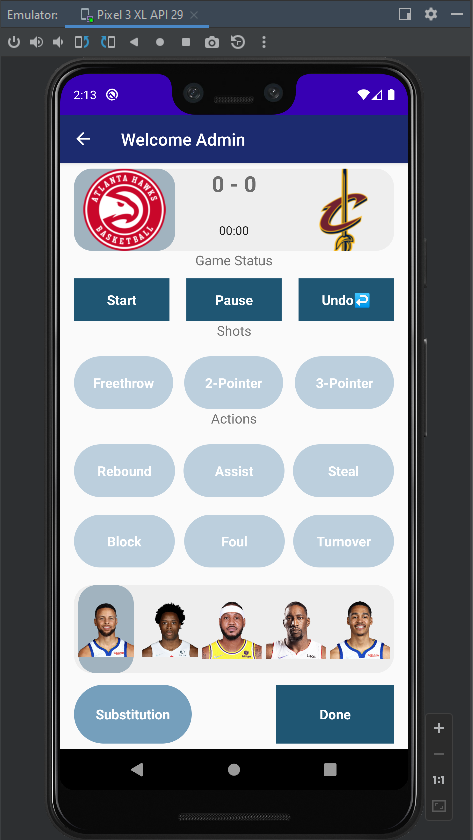 Emulator: Pixel 3 XL API 29
2:13
Welcome Admin
ATLANTA HAWKS
BASKETBALL
0 - 0
C
00:00
Game Status
Start Pause Undo
Shots
Freethrow 2-Pointer 3-Pointer
Actions
Rebound Assist Steal
Block Foul Turnover
Substitution Done
1:1